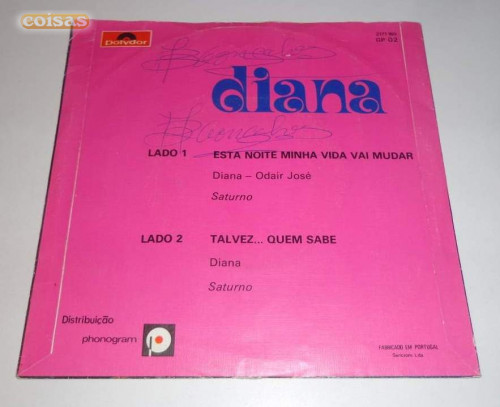 coisas
Polydor
diana
LADO 1 ESTA NOITE MINHA VIDA VAI MUDAR
Diana – Odair José
Saturno
LADO 2 TALVEZ... QUEM SABE
Diana
Saturno
Distribuição
phonogram
FABRICADO EM PORTUGAL